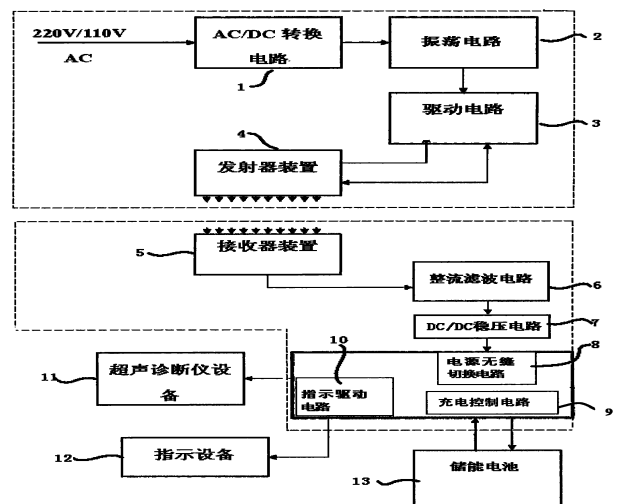 220V/110V
AC
AC/DC 转换
电路
1
振荡电路
2
驱动电路
3
4
发射器装置
接收器装置
5
整流滤波电路
6
DC/DC稳压电路
7
电源无缝
切换电路
8
10
指示驱动
电路
充电控制电路
9
超声诊断仪设
备
11
指示设备
12
储能电池
13